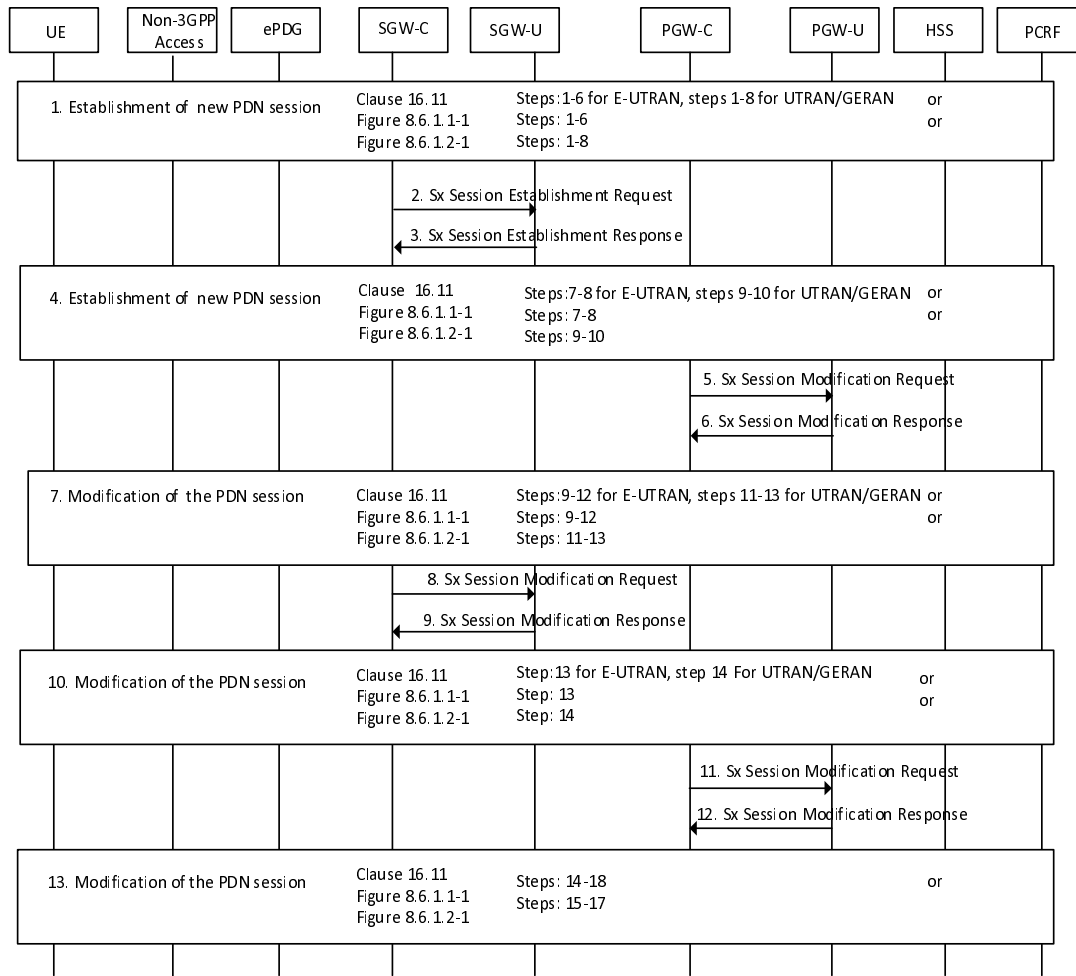 UE
Non-3GPP
Access
ePDG
SGW-C
SGW-U
PGW-C
PGW-U
HSS
PCRF
1. Establishment of new PDN session
Clause 16.11 Steps:1-6 for E-UTRAN, steps 1-8 for UTRAN/GERAN or
Figure 8.6.1.1-1 Steps: 1-6 or
Figure 8.6.1.2-1 Steps: 1-8
2. Sx Session Establishment Request
3. Sx Session Establishment Response
4. Establishment of new PDN session
Clause 16.11 Steps:7-8 for E-UTRAN, steps 9-10 for UTRAN/GERAN or
Figure 8.6.1.1-1 Steps: 7-8 or
Figure 8.6.1.2-1 Steps: 9-10
5. Sx Session Modification Request
6. Sx Session Modification Response
7. Modification of the PDN session
Clause 16.11 Steps:9-12 for E-UTRAN, steps 11-13 for UTRAN/GERAN or
Figure 8.6.1.1-1 Steps: 9-12 or
Figure 8.6.1.2-1 Steps: 11-13
8. Sx Session Modification Request
9. Sx Session Modification Response
10. Modification of the PDN session
Clause 16.11 Step:13 for E-UTRAN, step 14 For UTRAN/GERAN or
Figure 8.6.1.1-1 Step: 13 or
Figure 8.6.1.2-1 Step: 14
11. Sx Session Modification Request
12. Sx Session Modification Response
13. Modification of the PDN session
Clause 16.11 Steps: 14-18 or
Figure 8.6.1.1-1 Steps: 15-17
Figure 8.6.1.2-1